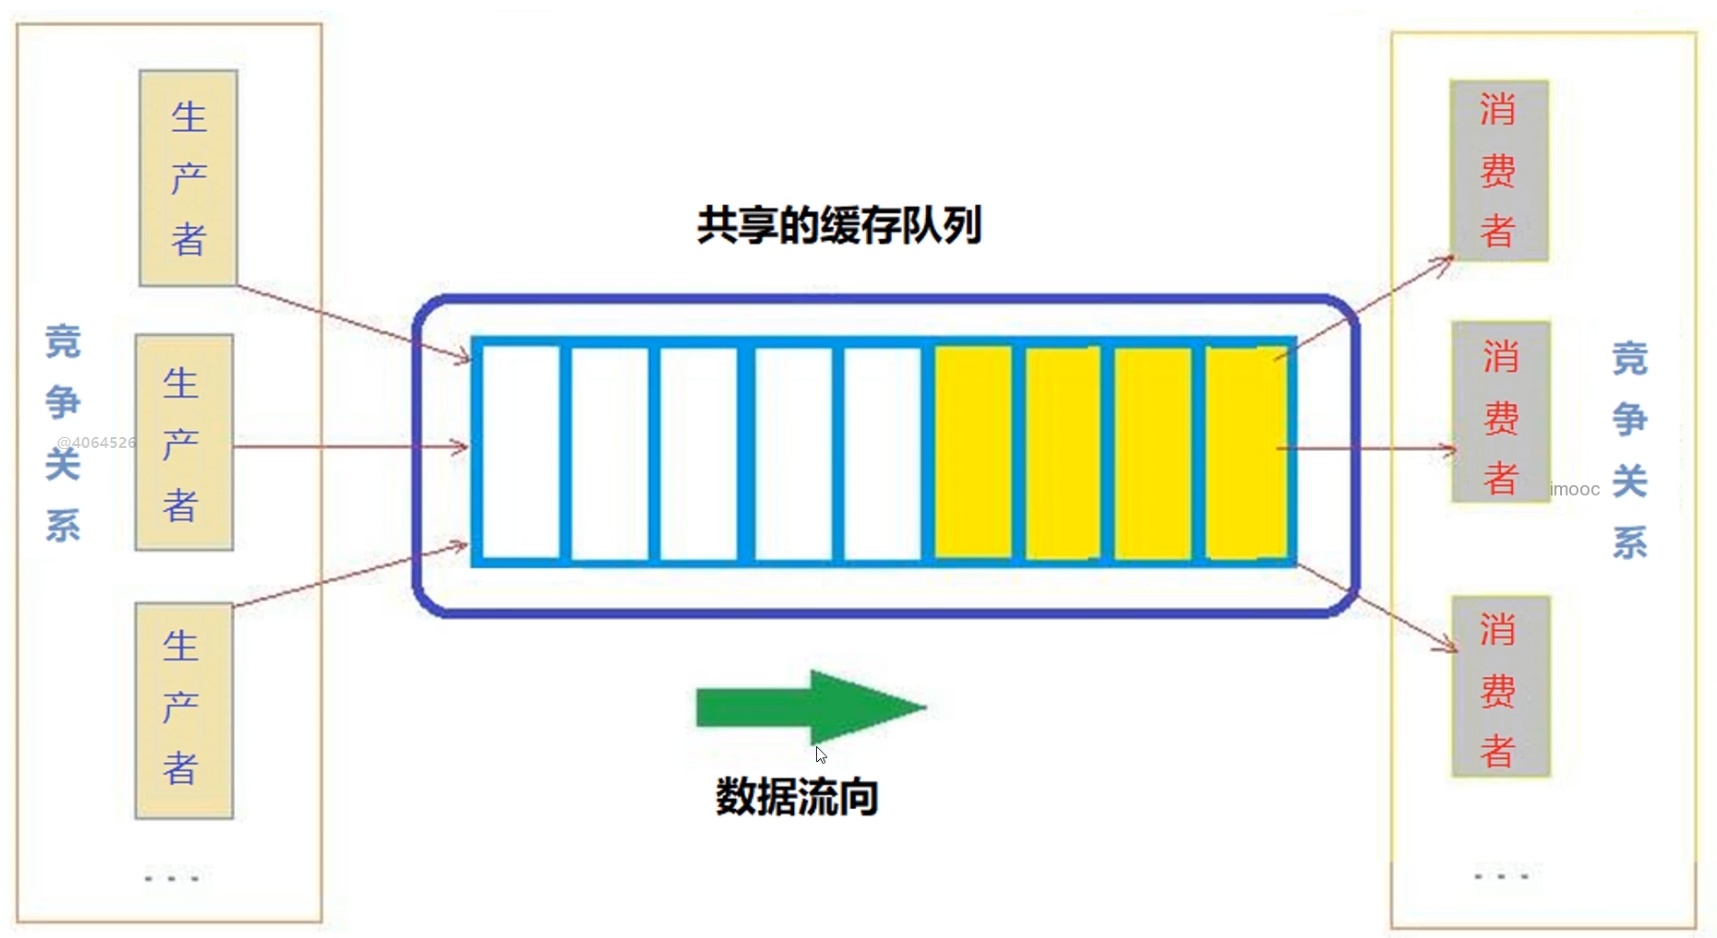 生产者
生产者
生产者
...
竞争关系
@4064526
共享的缓存队列
数据流向
消费者
消费者
消费者
...
imooc
竞争关系